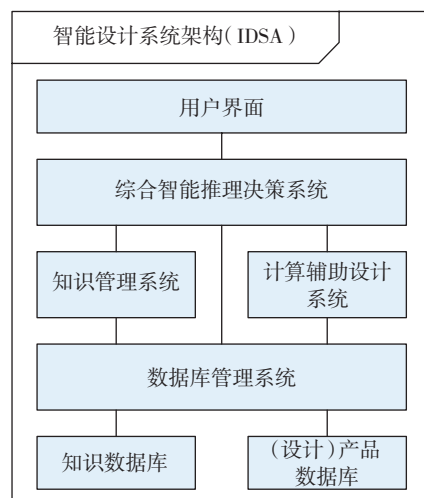 智能设计系统架构(IDSA)
用户界面
综合智能推理决策系统
知识管理系统
计算辅助设计
系统
数据库管理系统
知识数据库
(设计)产品
数据库